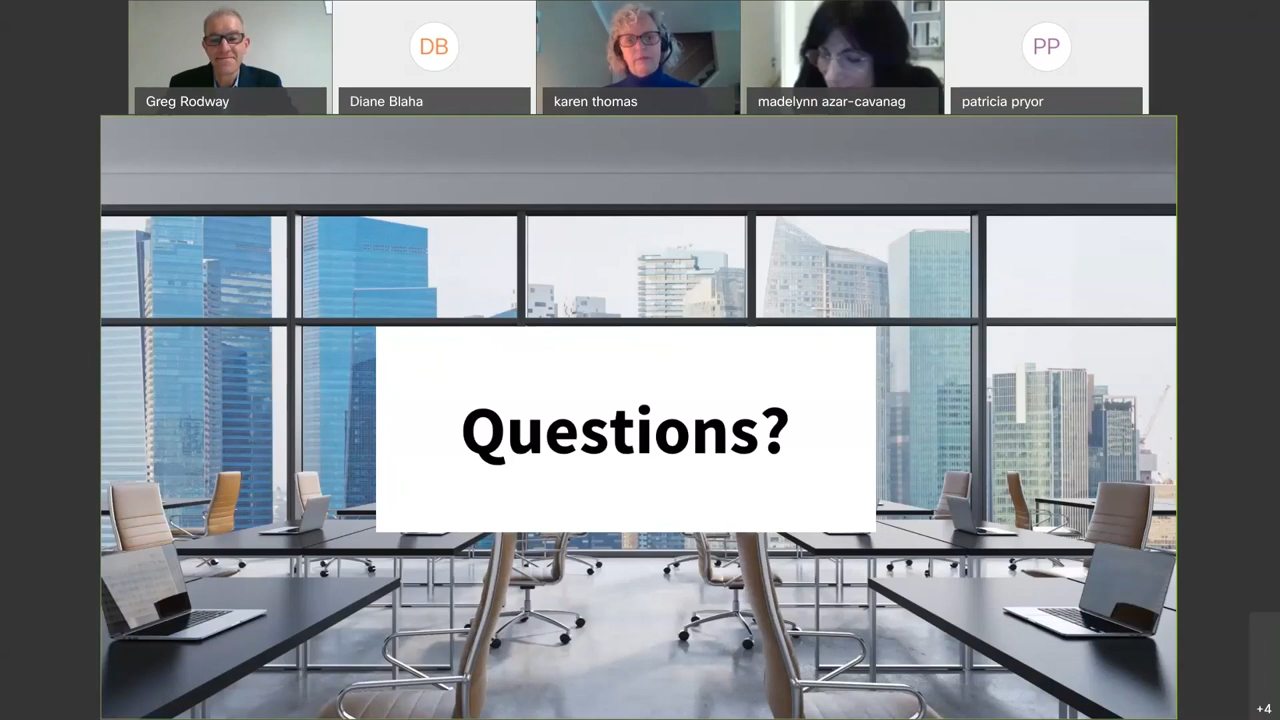 DB
PP
Greg Rodway
Diane Blaha
karen thomas
madelynn azar-cavanag
patricia pryor
Questions?
+4